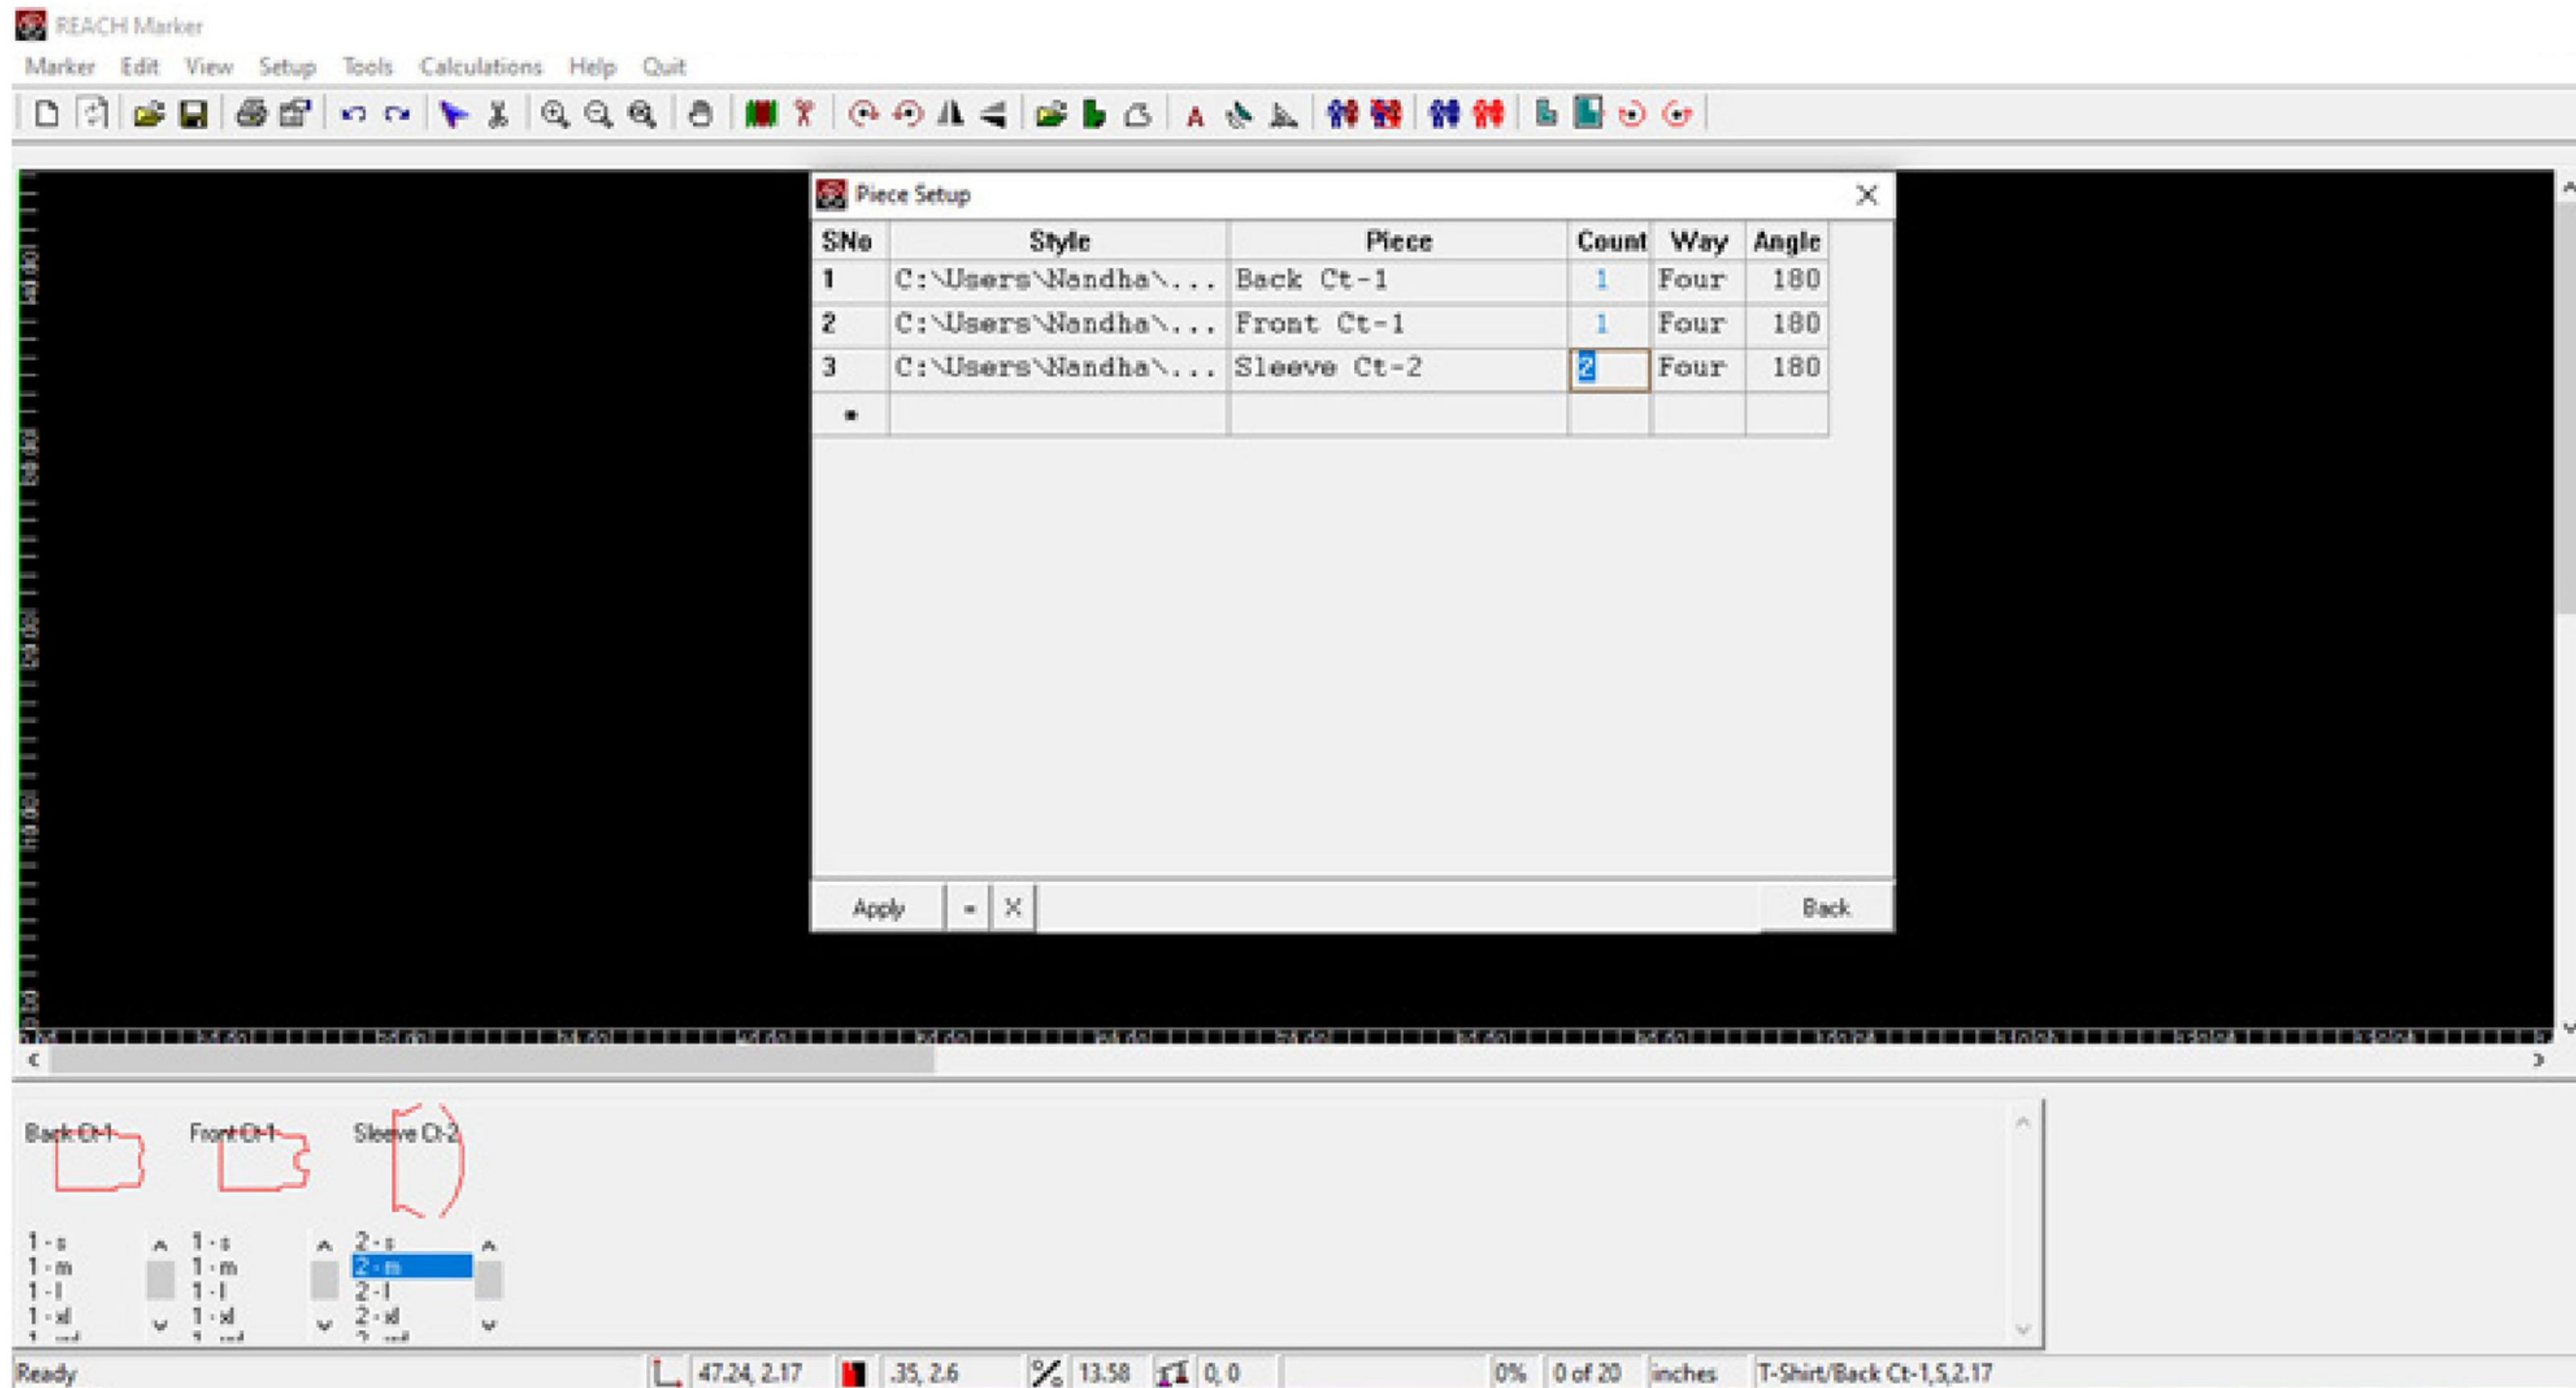 REACH Marker
Marker Edit View Setup Tools Calculations Help Quit
Piece Setup
SNo Style Piece Count Way Angle
1 C:\Users\Nandha\... Back Ct-1 1 Four 180
2 C:\Users\Nandha\... Front Ct-1 1 Four 180
3 C:\Users\Nandha\... Sleeve Ct-2 2 Four 180
Apply Back
Back Ct-1 Front Ct-1 Sleeve Ct-2
1 - s 1 - s 2 - s
1 - m 1 - m 2 - m
1 - l 1 - l 2 - l
1 - xl 1 - xl 2 - xl
Ready 47.24, 2.17 .35, 2.6 13.58 0, 0 0% 0 of 20 inches T-Shirt/Back Ct-1,S,2.17